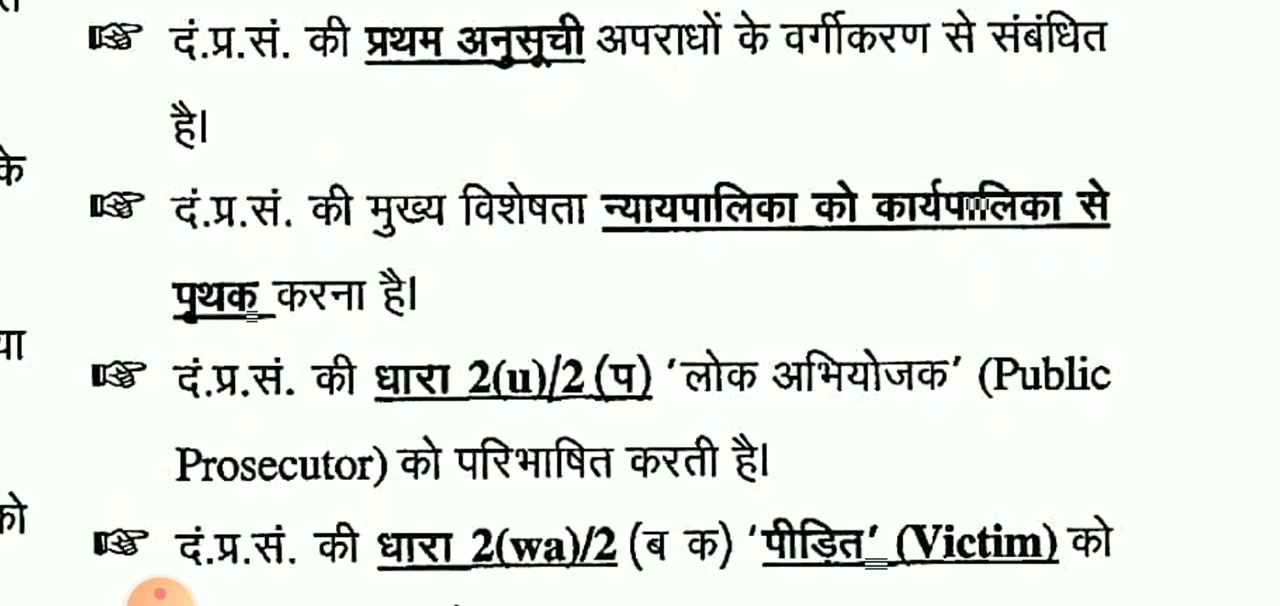 ☞ दं.प्र.सं. की प्रथम अनुसूची अपराधों के वर्गीकरण से संबंधित
है।
के
☞ दं.प्र.सं. की मुख्य विशेषता न्यायपालिका को कार्यपालिका से
पृथक करना है।
या
☞ दं.प्र.सं. की धारा 2(u)/2 (प) ‘लोक अभियोजक’ (Public
Prosecutor) को परिभाषित करती है।
को
☞ दं.प्र.सं. की धारा 2(wa)/2 (ब क) ‘पीड़ित’ (Victim) को